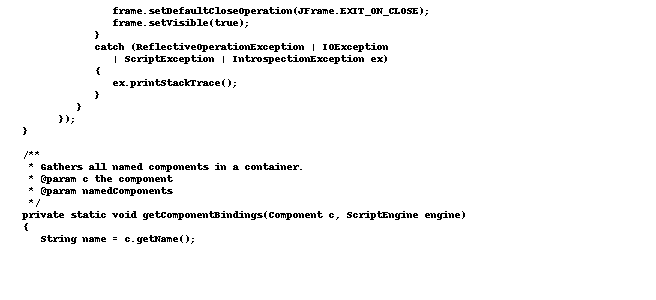 frame.setDefaultCloseOperation(JFrame.EXIT_ON_CLOSE);
frame.setVisible(true);
}
catch (ReflectiveOperationException | IOException
| ScriptException | IntrospectionException ex)
{
ex.printStackTrace();
}
}
});
}
/**
* Gathers all named components in a container.
* @param c the component
* @param namedComponents
*/
private static void getComponentBindings(Component c, ScriptEngine engine)
{
String name = c.getName();